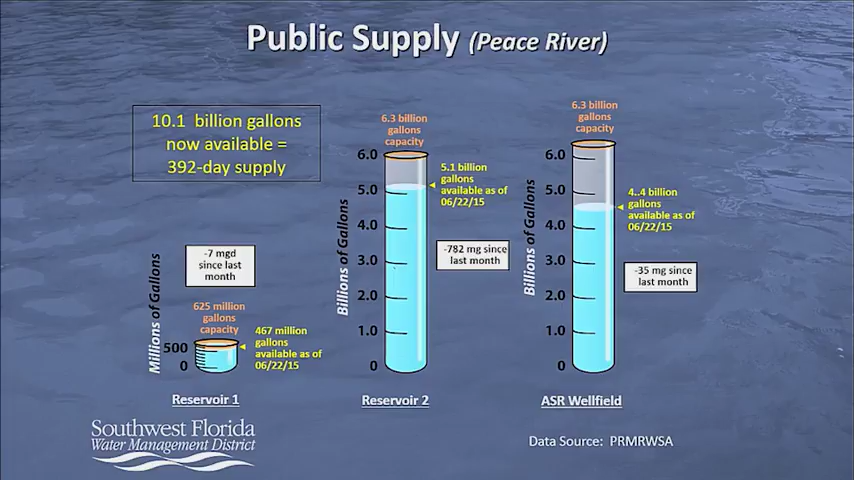 Public Supply (Peace River)
10.1 billion gallons
now available =
392-day supply
-7 mgd
since last
month
Millions of Gallons
625 million
gallons
capacity
500
0
467 million
gallons
available as of
06/22/15
Reservoir 1
6.3 billion
gallons
capacity
Billions of Gallons
6.0
5.0
4.0
3.0
2.0
1.0
0
5.1 billion
gallons
available as of
06/22/15
-782 mg since
last month
Reservoir 2
6.3 billion
gallons
capacity
Billions of Gallons
6.0
5.0
4.0
3.0
2.0
1.0
0
4..4 billion
gallons
available as of
06/22/15
-35 mg since
last month
ASR Wellfield
Southwest Florida
Water Management District
Data Source: PRMRWSA